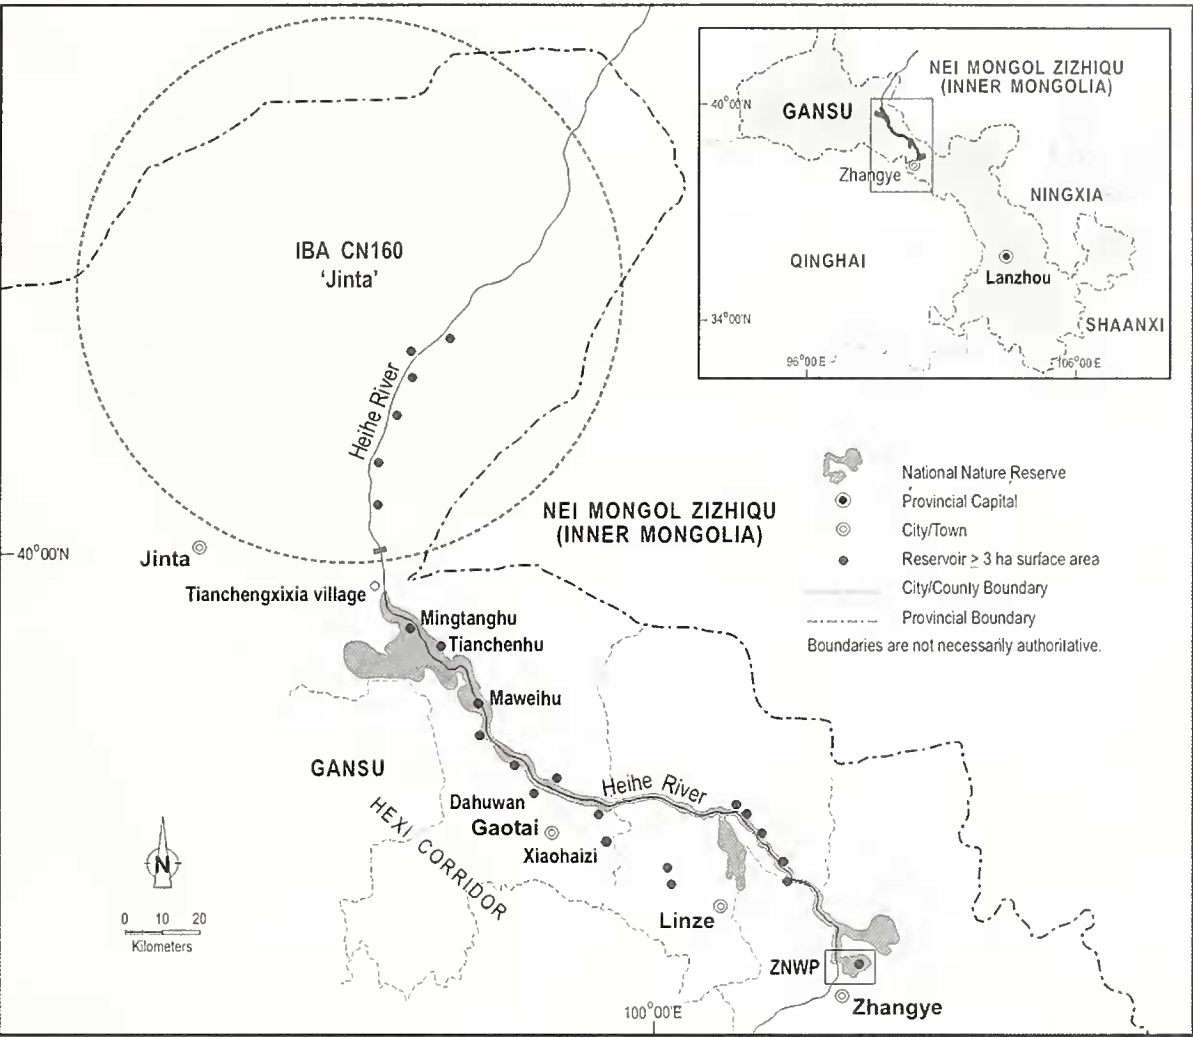 NEI MONGOL ZIZHIQU
(INNER MONGOLIA)
40°00'N
GANSU
Zhangye
NINGXIA
QINGHAI
Lanzhou
34°00'N
SHAANXI
96°00'E
106°00'E
IBA CN160
'Jinta'
Heihe River
National Nature Reserve
Provincial Capital
City/Town
Reservoir ≥ 3 ha surface area
City/County Boundary
Provincial Boundary
Boundaries are not necessarily authoritative.
NEI MONGOL ZIZHIQU
(INNER MONGOLIA)
40°00'N
Jinta
Tianchengxixia village
Mingtanghu
Tianchenhu
Maweihu
GANSU
HEXI CORRIDOR
Heihe River
Dahuwan
Gaotai
Xiaohaizi
N
0 10 20
Kilometers
Linze
ZNWP
Zhangye
100°00'E